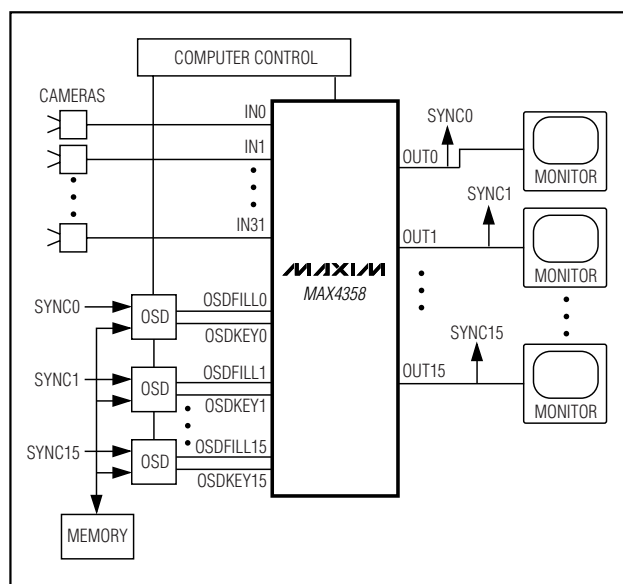 COMPUTER CONTROL
CAMERAS
IN0
IN1
IN31
SYNC0
OSD
OSDFILL0
OSDKEY0
SYNC1
OSD
OSDFILL1
OSDKEY1
SYNC15
OSD
OSDFILL15
OSDKEY15
MEMORY
MAXIM
MAX4358
OUT0
SYNC0
MONITOR
OUT1
SYNC1
MONITOR
OUT15
SYNC15
MONITOR